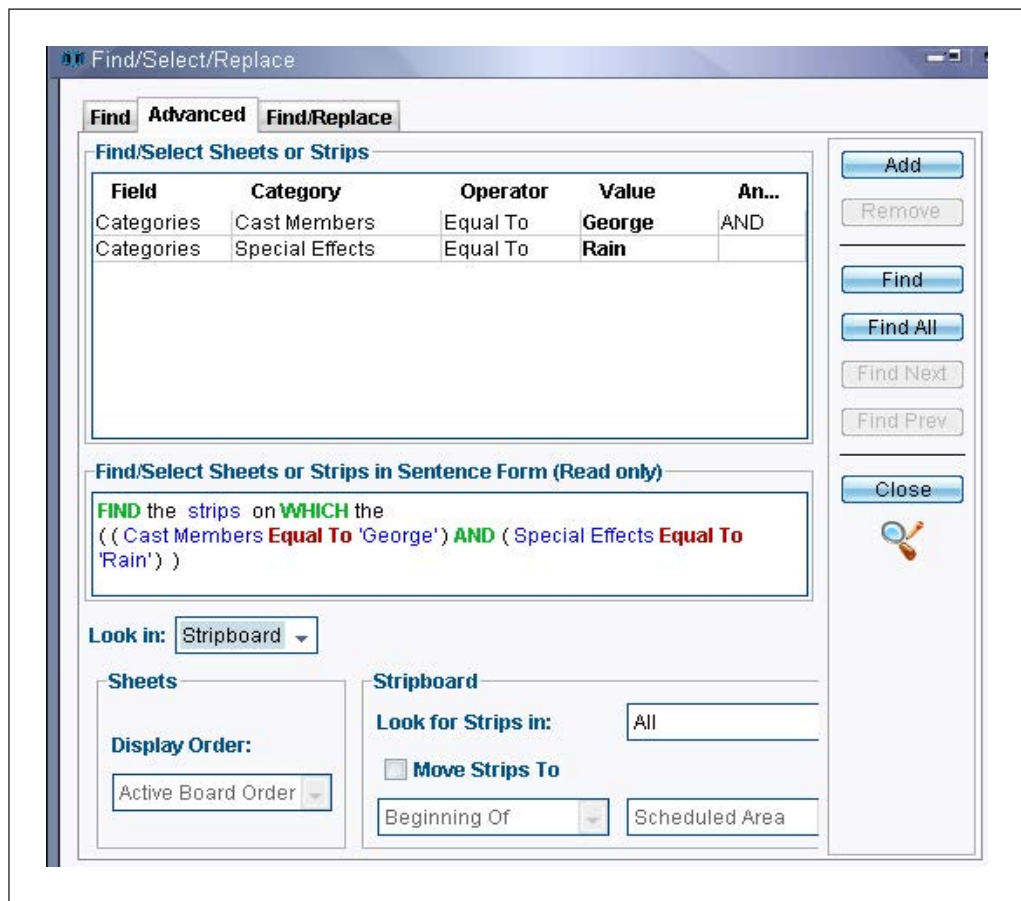 Find/Select/Replace
Find Advanced Find/Replace
Find/Select Sheets or Strips
Field Category Operator Value An...
Categories Cast Members Equal To George AND
Categories Special Effects Equal To Rain
Add
Remove
Find
Find All
Find Next
Find Prev
Close
Find/Select Sheets or Strips in Sentence Form (Read only)
FIND the strips on WHICH the
( ( Cast Members Equal To 'George') AND ( Special Effects Equal To
'Rain') )
Look in: Stripboard
Sheets
Display Order:
Active Board Order
Stripboard
Look for Strips in: All
Move Strips To
Beginning Of Scheduled Area